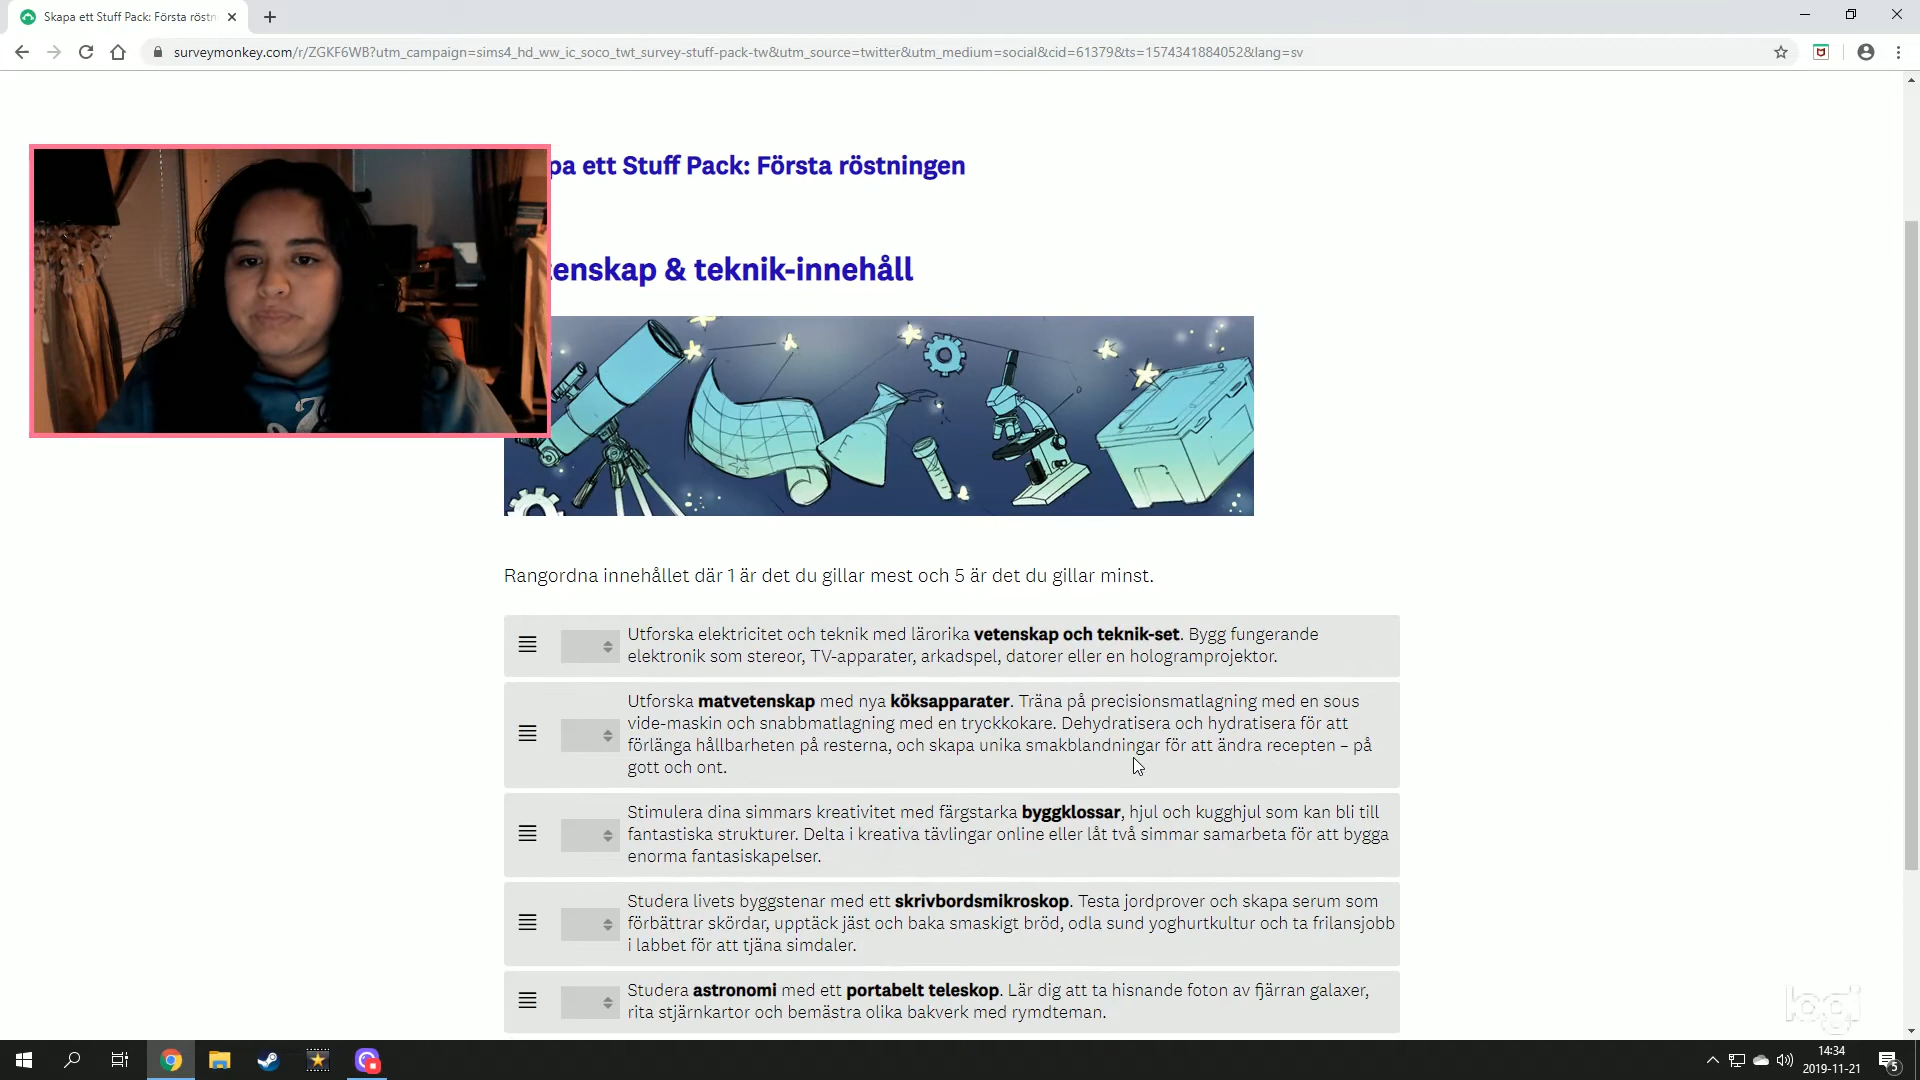 Skapa ett Stuff Pack: Första röstn
surveymonkey.com/r/ZGKF6WB?utm_campaign=sims4_hd_ww_ic_soco_twt_survey-stuff-pack-tw&utm_source=twitter&utm_medium=social&cid=61379&ts=1574341884052&lang=sv
pa ett Stuff Pack: Första röstningen
tenskap & teknik-innehåll
Rangordna innehållet där 1 är det du gillar mest och 5 är det du gillar minst.
Utforska elektricitet och teknik med lärorika vetenskap och teknik-set. Bygg fungerande
elektronik som stereor, TV-apparater, arkadspel, datorer eller en hologramprojektor.
Utforska matvetenskap med nya köksapparater. Träna på precisionsmatlagning med en sous
vide-maskin och snabbmatlagning med en tryckkokare. Dehydratisera och hydratisera för att
förlänga hållbarheten på resterna, och skapa unika smakblandningar för att ändra recepten – på
gott och ont.
Stimulera dina simmars kreativitet med färgstarka byggklossar, hjul och kugghjul som kan bli till
fantastiska strukturer. Delta i kreativa tävlingar online eller låt två simmar samarbeta för att bygga
enorma fantasiskapelser.
Studera livets byggstenar med ett skrivbordsmikroskop. Testa jordprover och skapa serum som
förbättrar skördar, upptäck jäst och baka smaskigt bröd, odla sund yoghurtkultur och ta frilansjobb
i labbet för att tjäna simdaler.
Studera astronomi med ett portabelt teleskop. Lär dig att ta hisnande foton av fjärran galaxer,
rita stjärnkartor och bemästra olika bakverk med rymdteman.
logi
14:34
2019-11-21
5